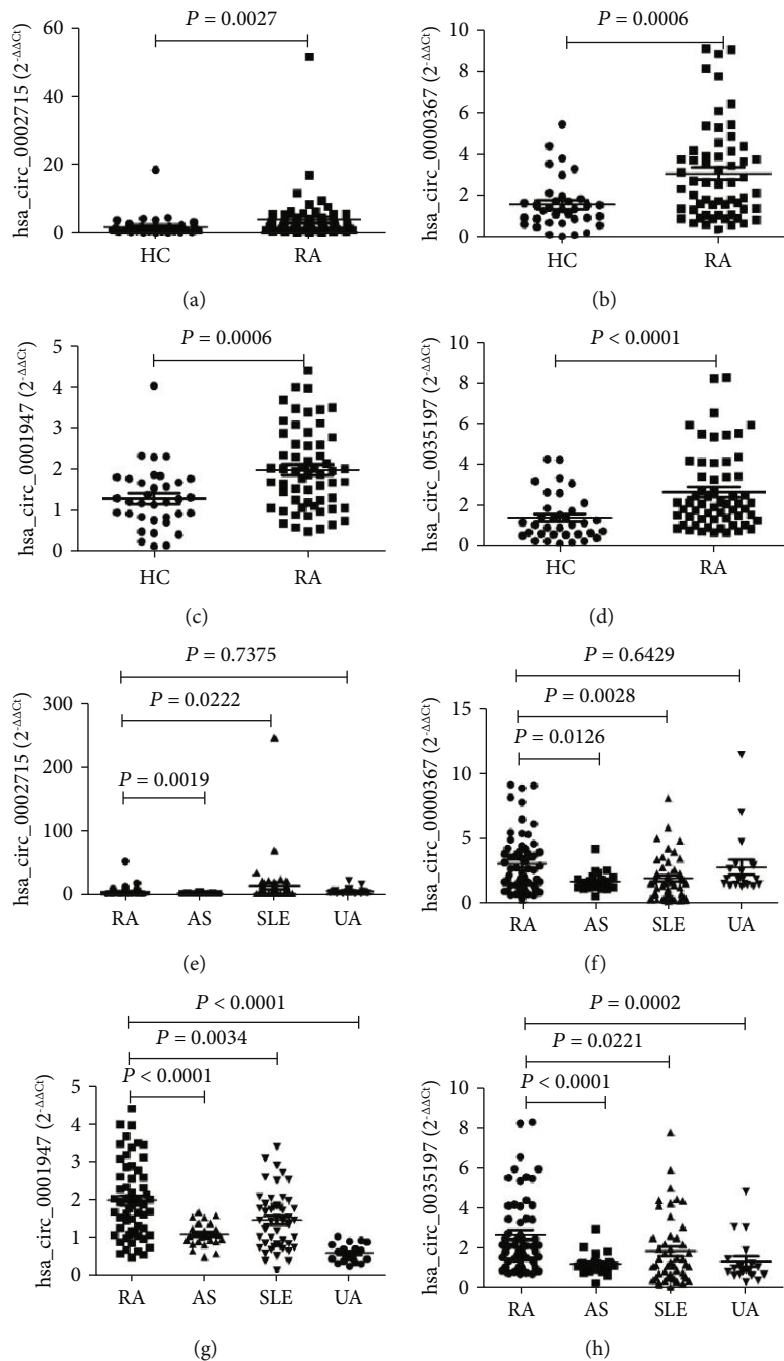 P = 0.0027
hsa_circ_0002715 (2-ΔΔCt)
60
40
20
0
HC RA
(a)
P = 0.0006
hsa_circ_0000367 (2-ΔΔCt)
10
8
6
4
2
0
HC RA
(b)
P = 0.0006
hsa_circ_0001947 (2-ΔΔCt)
5
4
3
2
1
0
HC RA
(c)
P < 0.0001
hsa_circ_0035197 (2-ΔΔCt)
10
8
6
4
2
0
HC RA
(d)
P = 0.7375
P = 0.0222
P = 0.0019
hsa_circ_0002715 (2-ΔΔCt)
300
200
100
0
RA AS SLE UA
(e)
P = 0.6429
P = 0.0028
P = 0.0126
hsa_circ_0000367 (2-ΔΔCt)
15
10
5
0
RA AS SLE UA
(f)
P < 0.0001
P = 0.0034
P < 0.0001
hsa_circ_0001947 (2-ΔΔCt)
5
4
3
2
1
0
RA AS SLE UA
(g)
P = 0.0002
P = 0.0221
P < 0.0001
hsa_circ_0035197 (2-ΔΔCt)
10
8
6
4
2
0
RA AS SLE UA
(h)